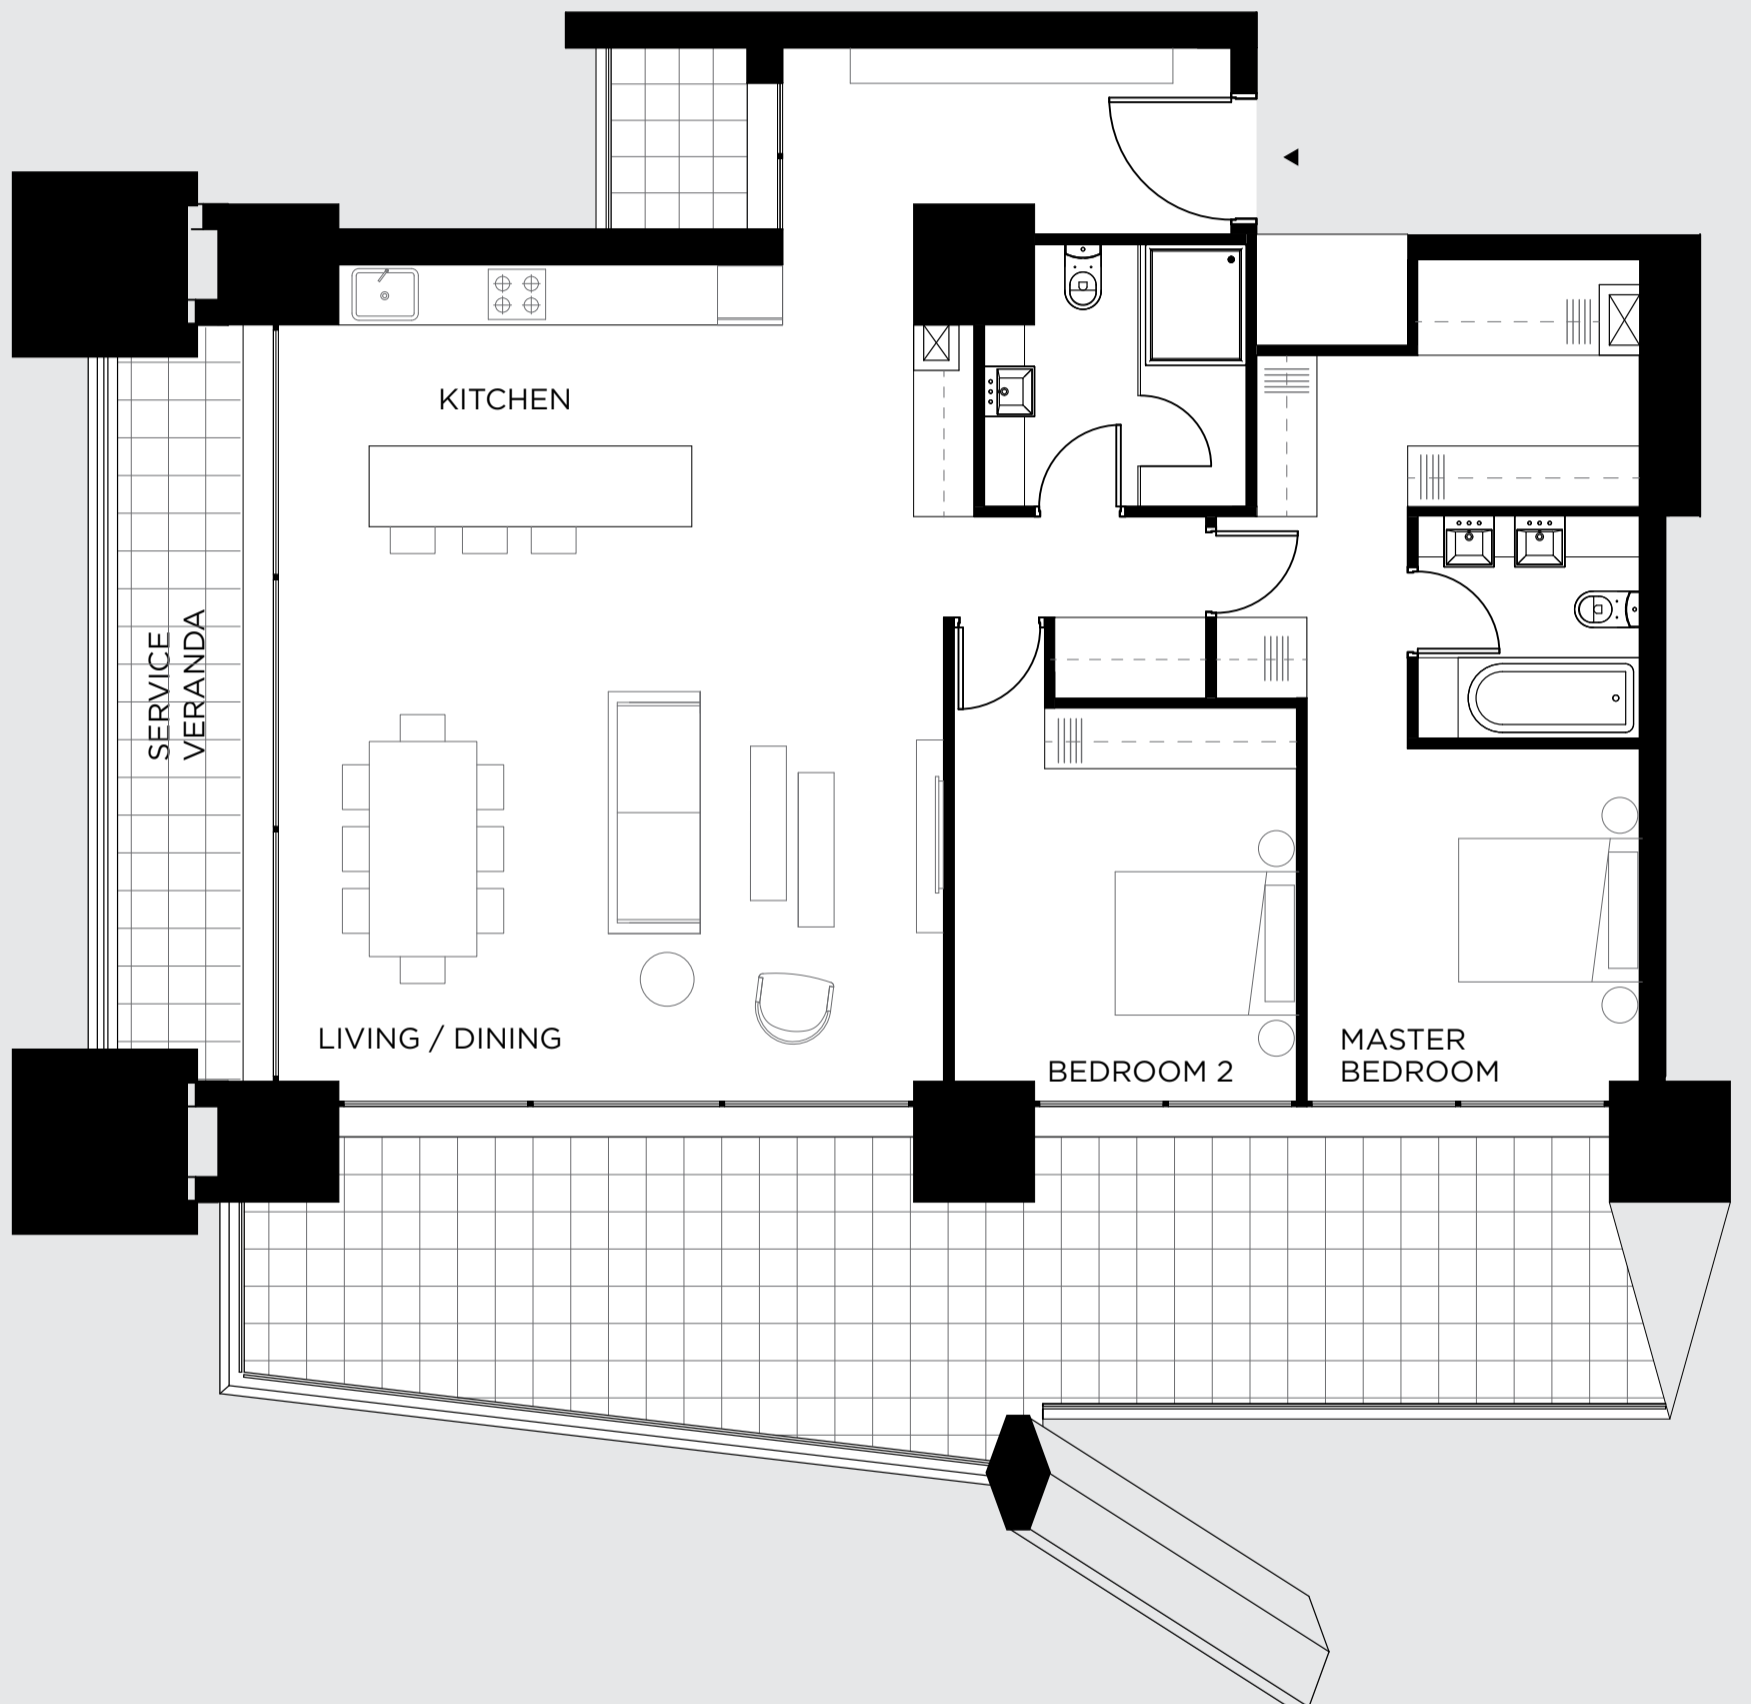 KITCHEN
SERVICE
VERANDA
LIVING / DINING
BEDROOM 2
MASTER
BEDROOM